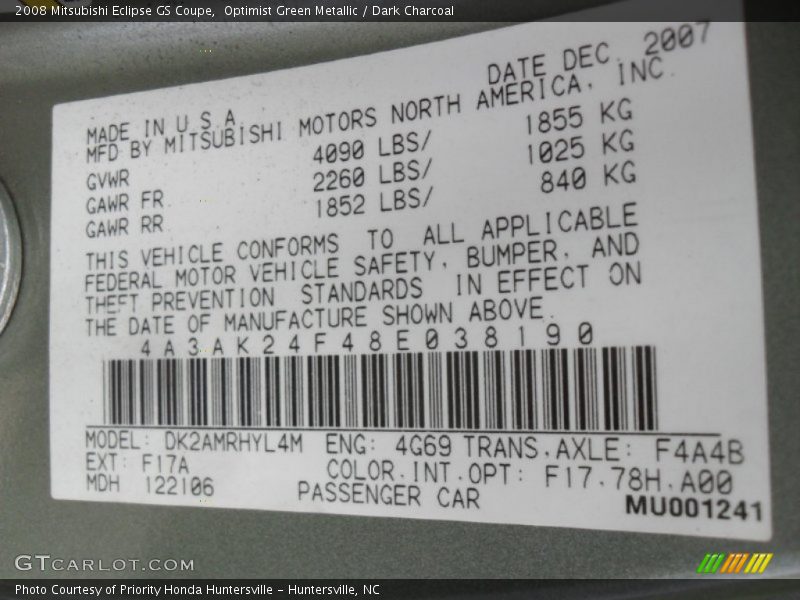 2008 Mitsubishi Eclipse GS Coupe, Optimist Green Metallic / Dark Charcoal
DATE DEC, 2007
MADE IN U S A
MFD BY MITSUBISHI MOTORS NORTH AMERICA, INC.
GVWR 4090 LBS/ 1855 KG
GAWR FR 2260 LBS/ 1025 KG
GAWR RR 1852 LBS/ 840 KG
THIS VEHICLE CONFORMS TO ALL APPLICABLE
FEDERAL MOTOR VEHICLE SAFETY, BUMPER, AND
THEFT PREVENTION STANDARDS IN EFFECT ON
THE DATE OF MANUFACTURE SHOWN ABOVE.
4A3AK24F48E038190
MODEL: DK2AMRHYL4M ENG: 4G69 TRANS.AXLE: F4A4B
EXT: F17A COLOR.INT.OPT: F17.78H.A00
MDH 122106 PASSENGER CAR MU001241
GTCARLOT.COM
Photo Courtesy of Priority Honda Huntersville – Huntersville, NC